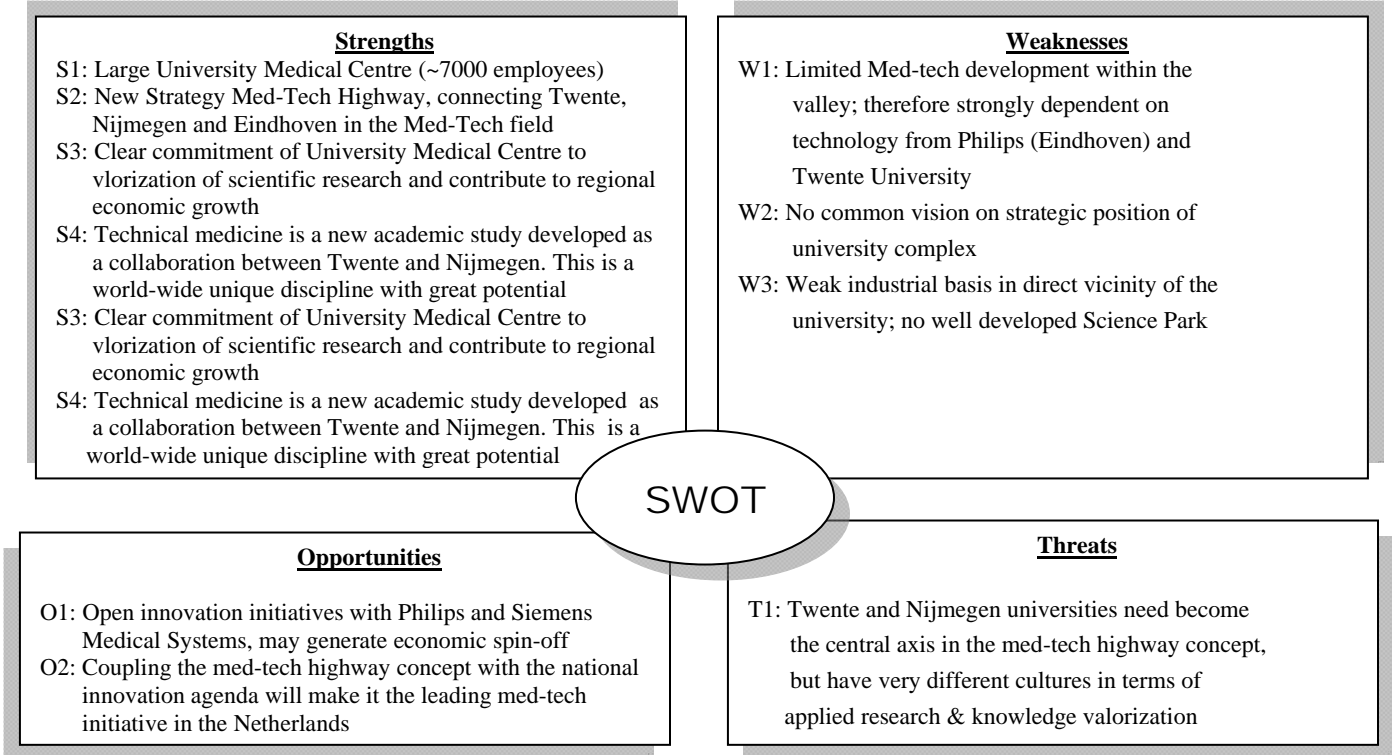 Strengths
S1: Large University Medical Centre (~7000 employees)
S2: New Strategy Med-Tech Highway, connecting Twente,
Nijmegen and Eindhoven in the Med-Tech field
S3: Clear commitment of University Medical Centre to
vlorization of scientific research and contribute to regional
economic growth
S4: Technical medicine is a new academic study developed as
a collaboration between Twente and Nijmegen. This is a
world-wide unique discipline with great potential
S3: Clear commitment of University Medical Centre to
vlorization of scientific research and contribute to regional
economic growth
S4: Technical medicine is a new academic study developed as
a collaboration between Twente and Nijmegen. This is a
world-wide unique discipline with great potential
Weaknesses
W1: Limited Med-tech development within the
valley; therefore strongly dependent on
technology from Philips (Eindhoven) and
Twente University
W2: No common vision on strategic position of
university complex
W3: Weak industrial basis in direct vicinity of the
university; no well developed Science Park
SWOT
Opportunities
O1: Open innovation initiatives with Philips and Siemens
Medical Systems, may generate economic spin-off
O2: Coupling the med-tech highway concept with the national
innovation agenda will make it the leading med-tech
initiative in the Netherlands
Threats
T1: Twente and Nijmegen universities need become
the central axis in the med-tech highway concept,
but have very different cultures in terms of
applied research & knowledge valorization